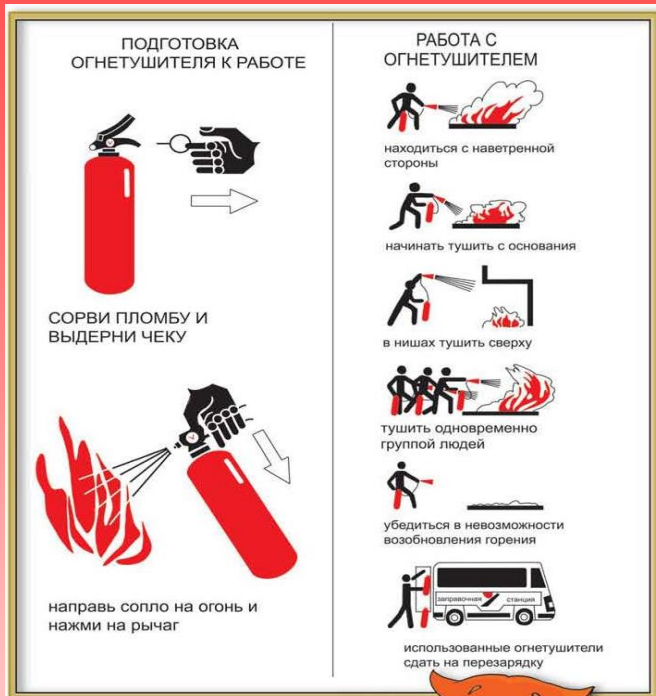 ПОДГОТОВКА
ОГНЕТУШИТЕЛЯ К РАБОТЕ
СОРВИ ПЛОМБУ И
ВЫДЕРНИ ЧЕКУ
направь сопло на огонь и
нажми на рычаг
РАБОТА С
ОГНЕТУШИТЕЛЕМ
находиться с наветренной
стороны
начинать тушить с основания
в нишах тушить сверху
тушить одновременно
группой людей
убедиться в невозможности
возобновления горения
заправочная станция
использованные огнетушители
сдать на перезарядку